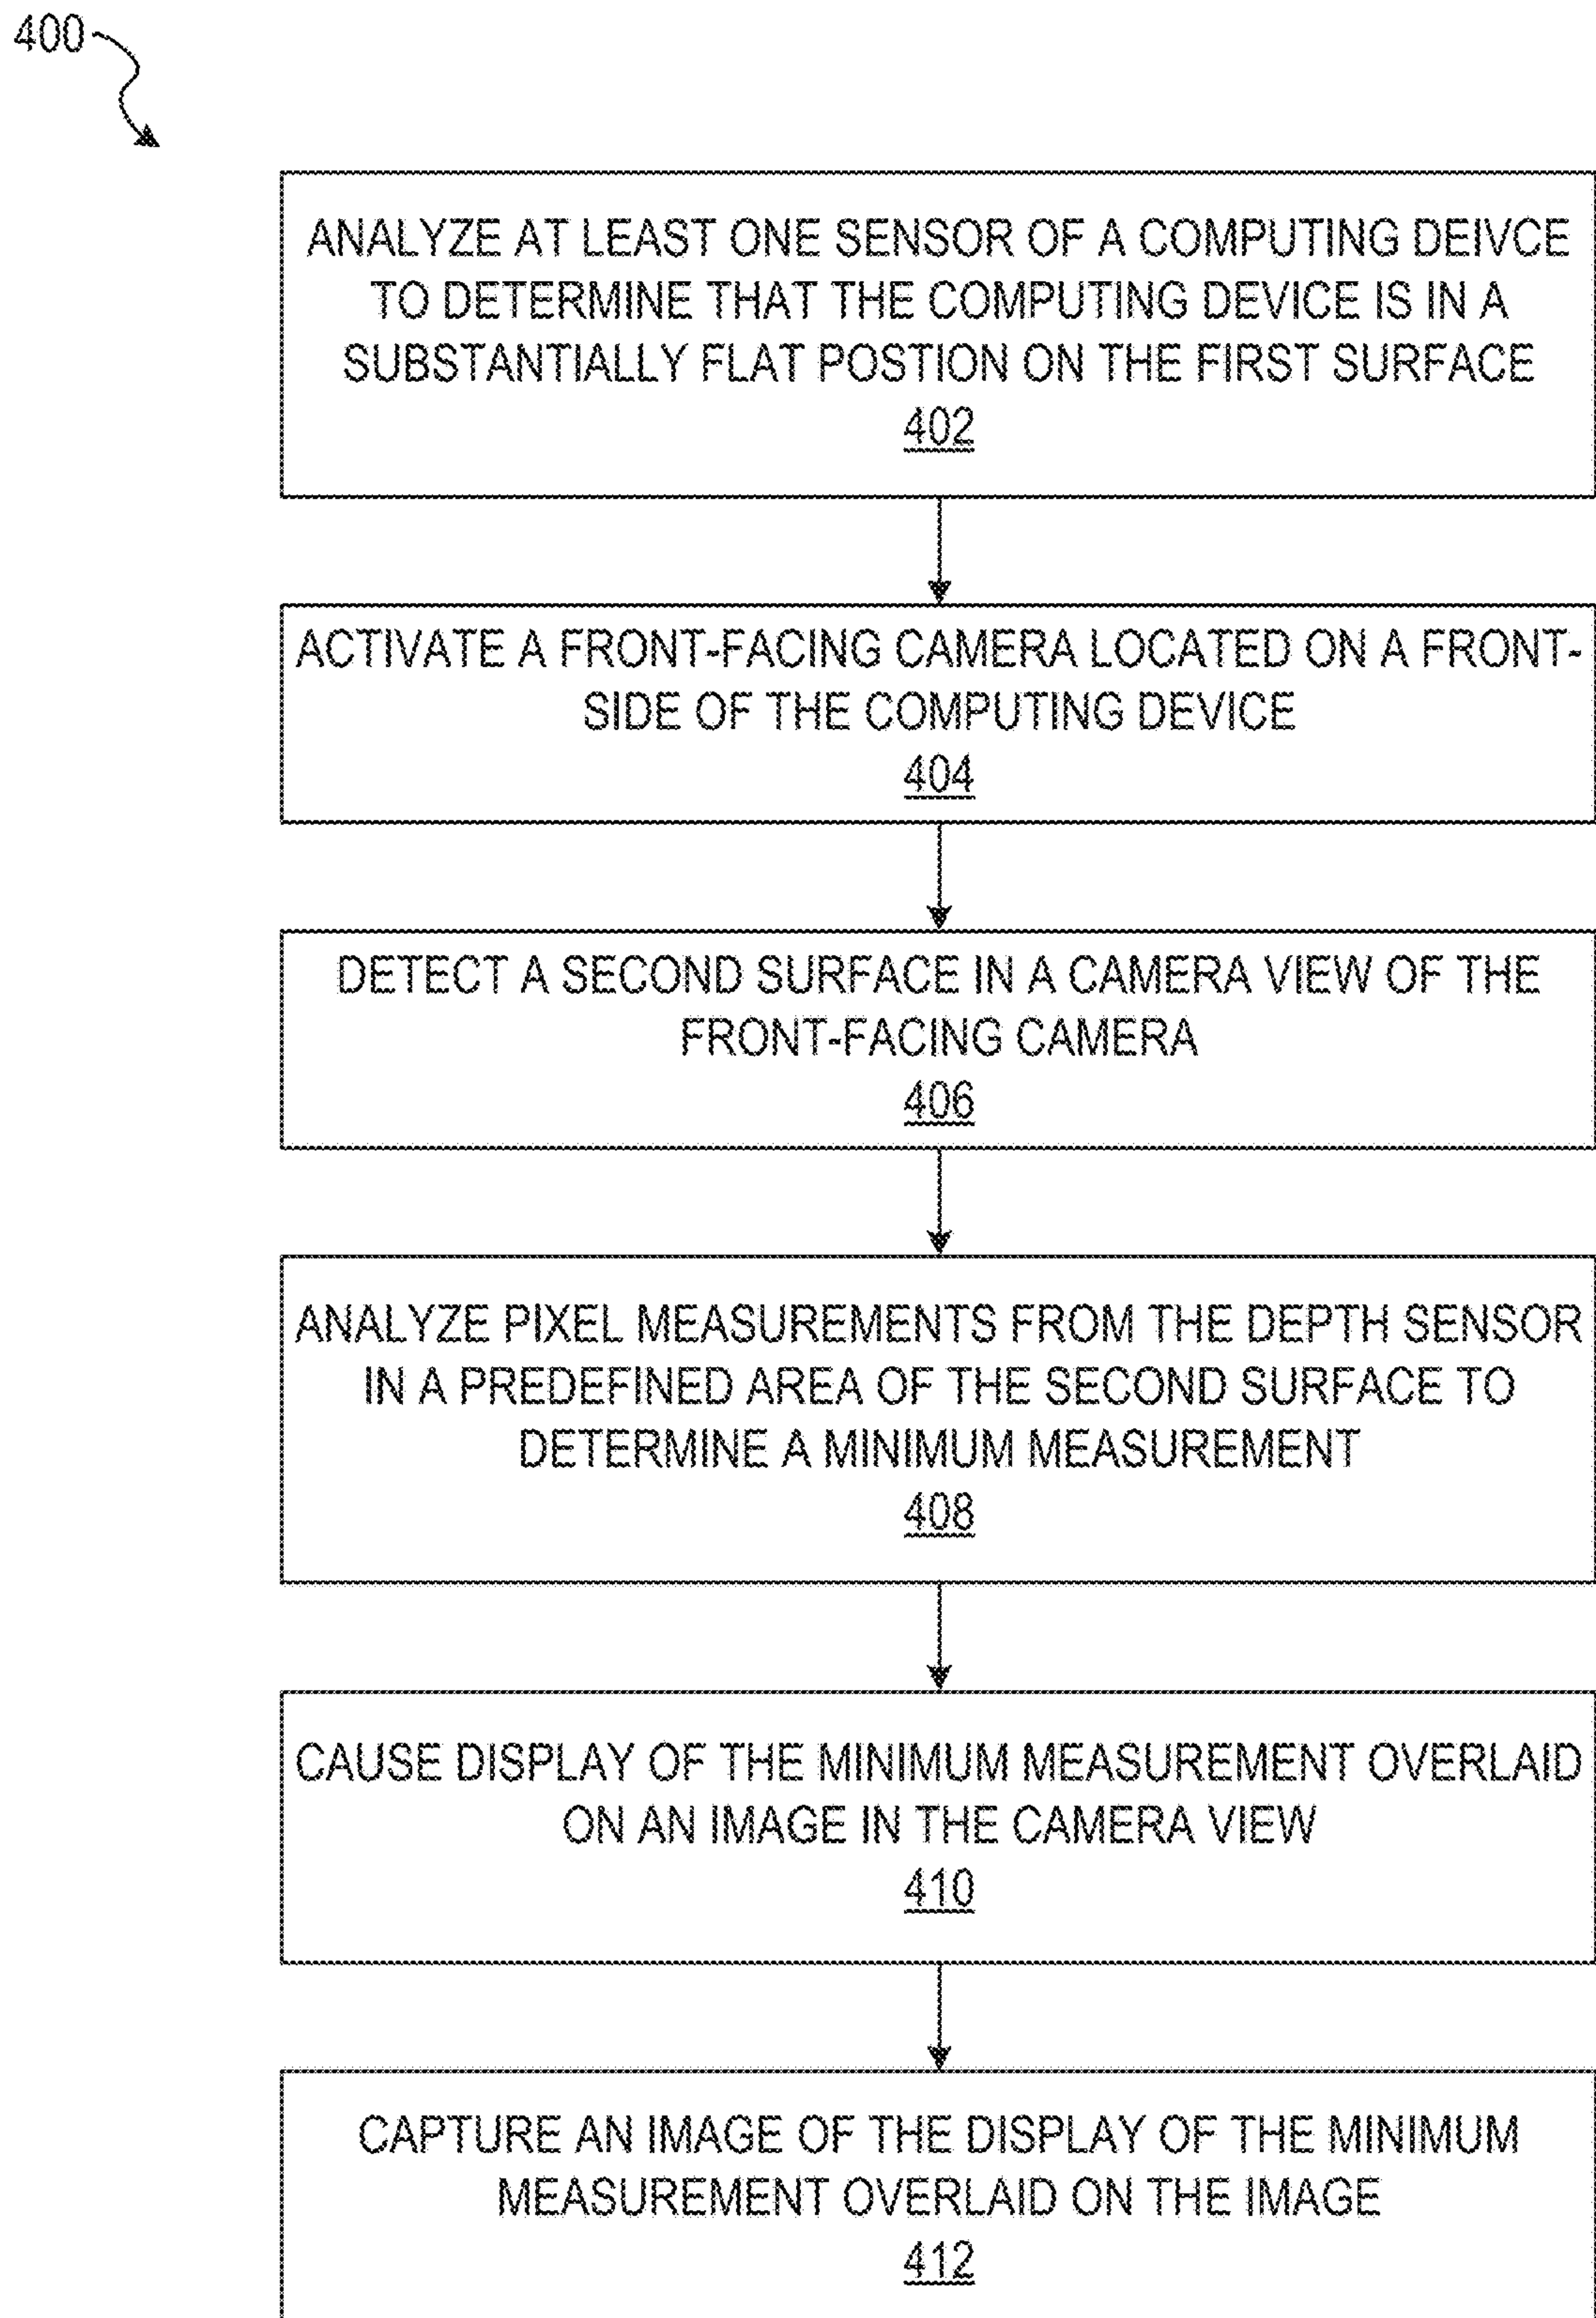 400
ANALYZE AT LEAST ONE SENSOR OF A COMPUTING DEIVCE
TO DETERMINE THAT THE COMPUTING DEVICE IS IN A
SUBSTANTIALLY FLAT POSTION ON THE FIRST SURFACE
402
ACTIVATE A FRONT-FACING CAMERA LOCATED ON A FRONT-
SIDE OF THE COMPUTING DEVICE
404
DETECT A SECOND SURFACE IN A CAMERA VIEW OF THE
FRONT-FACING CAMERA
406
ANALYZE PIXEL MEASUREMENTS FROM THE DEPTH SENSOR
IN A PREDEFINED AREA OF THE SECOND SURFACE TO
DETERMINE A MINIMUM MEASUREMENT
408
CAUSE DISPLAY OF THE MINIMUM MEASUREMENT OVERLAID
ON AN IMAGE IN THE CAMERA VIEW
410
CAPTURE AN IMAGE OF THE DISPLAY OF THE MINIMUM
MEASUREMENT OVERLAID ON THE IMAGE
412